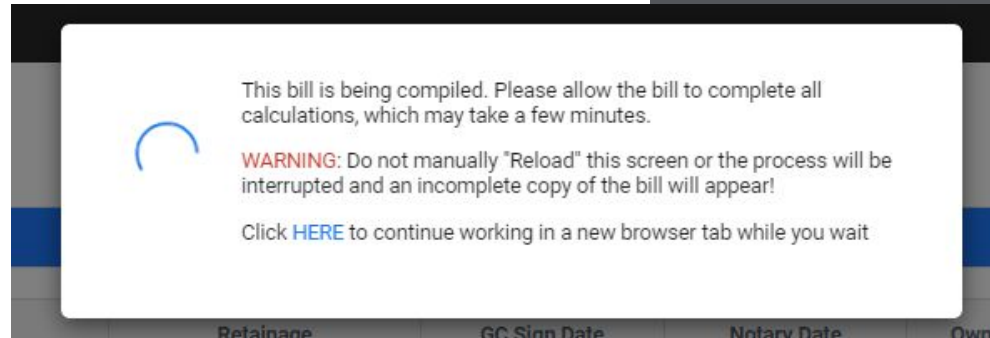 This bill is being compiled. Please allow the bill to complete all
calculations, which may take a few minutes.
WARNING: Do not manually "Reload" this screen or the process will be
interrupted and an incomplete copy of the bill will appear!
Click HERE to continue working in a new browser tab while you wait
Retainage GC Sign Date Notary Date Own